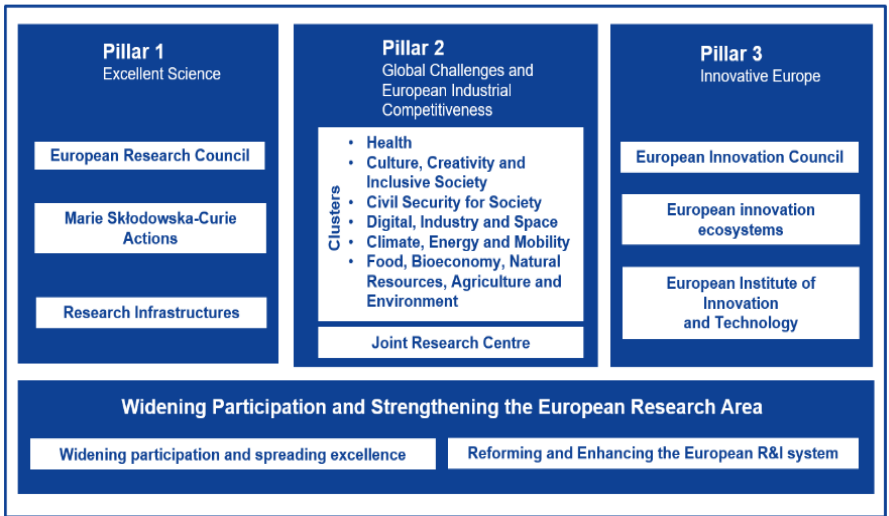 Pillar 1
Excellent Science
European Research Council
Marie Skłodowska-Curie
Actions
Research Infrastructures
Pillar 2
Global Challenges and
European Industrial
Competitiveness
Clusters
• Health
• Culture, Creativity and
Inclusive Society
• Civil Security for Society
• Digital, Industry and Space
• Climate, Energy and Mobility
• Food, Bioeconomy, Natural
Resources, Agriculture and
Environment
Joint Research Centre
Pillar 3
Innovative Europe
European Innovation Council
European innovation
ecosystems
European Institute of
Innovation
and Technology
Widening Participation and Strengthening the European Research Area
Widening participation and spreading excellence
Reforming and Enhancing the European R&I system